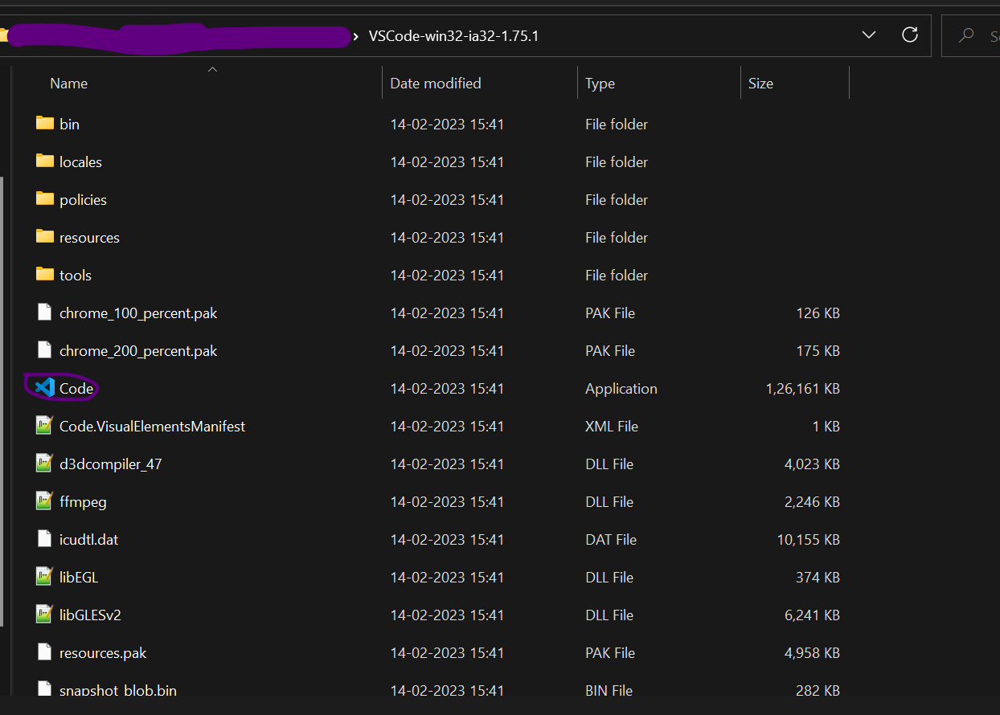 VSCode-win32-ia32-1.75.1
Name Date modified Type Size
bin 14-02-2023 15:41 File folder
locales 14-02-2023 15:41 File folder
policies 14-02-2023 15:41 File folder
resources 14-02-2023 15:41 File folder
tools 14-02-2023 15:41 File folder
chrome_100_percent.pak 14-02-2023 15:41 PAK File 126 KB
chrome_200_percent.pak 14-02-2023 15:41 PAK File 175 KB
Code 14-02-2023 15:41 Application 1,26,161 KB
Code.VisualElementsManifest 14-02-2023 15:41 XML File 1 KB
d3dcompiler_47 14-02-2023 15:41 DLL File 4,023 KB
ffmpeg 14-02-2023 15:41 DLL File 2,246 KB
icudtl.dat 14-02-2023 15:41 DAT File 10,155 KB
libEGL 14-02-2023 15:41 DLL File 374 KB
libGLESv2 14-02-2023 15:41 DLL File 6,241 KB
resources.pak 14-02-2023 15:41 PAK File 4,958 KB
snapshot_blob.bin 14-02-2023 15:41 BIN File 282 KB